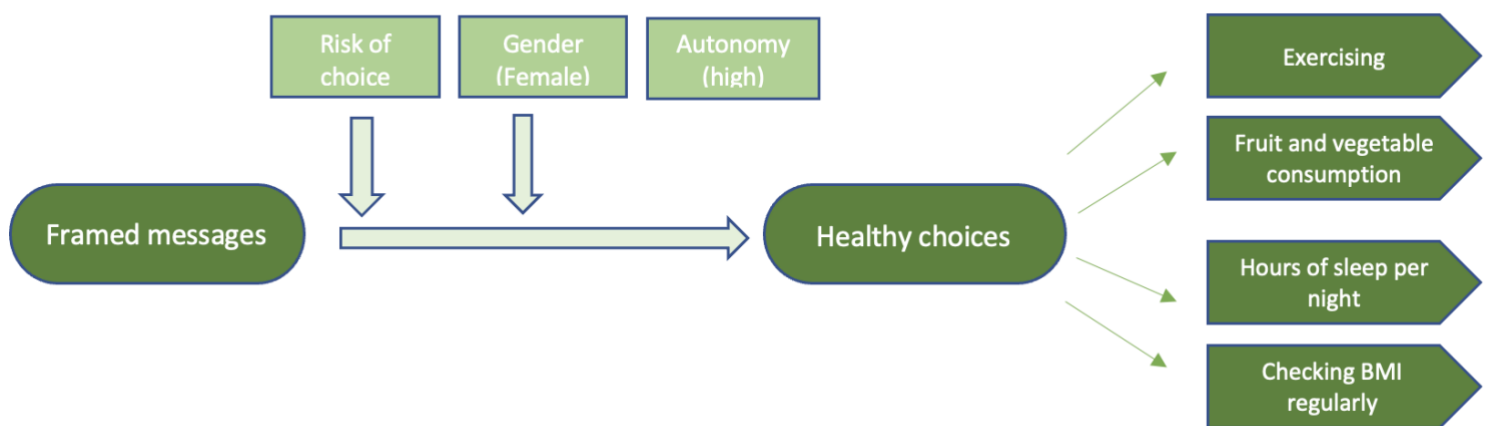 Risk of
choice
Gender
(Female)
Autonomy
(high)
Framed messages
Healthy choices
Exercising
Fruit and vegetable
consumption
Hours of sleep per
night
Checking BMI
regularly